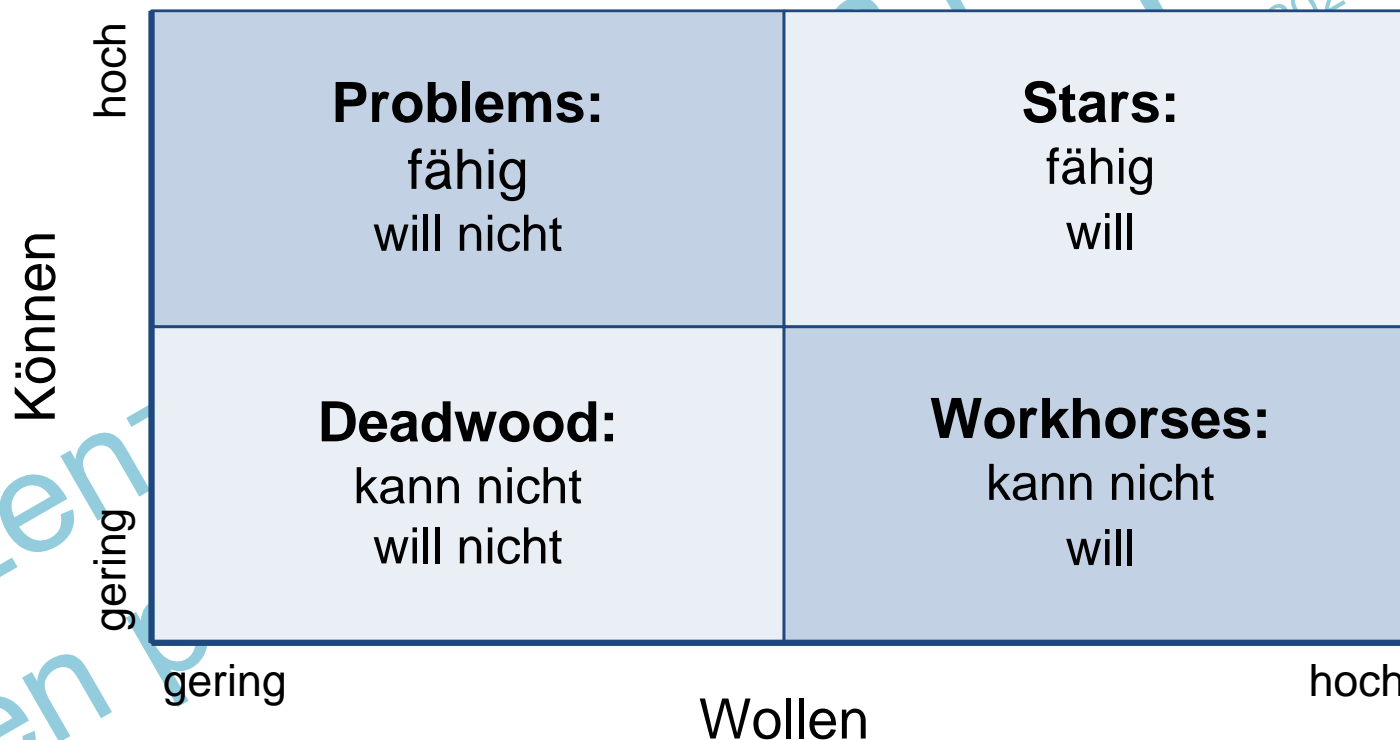 hoch
Problems:
fähig
will nicht
Stars:
fähig
will
Können
Deadwood:
kann nicht
will nicht
Workhorses:
kann nicht
will
gering
gering
hoch
Wollen